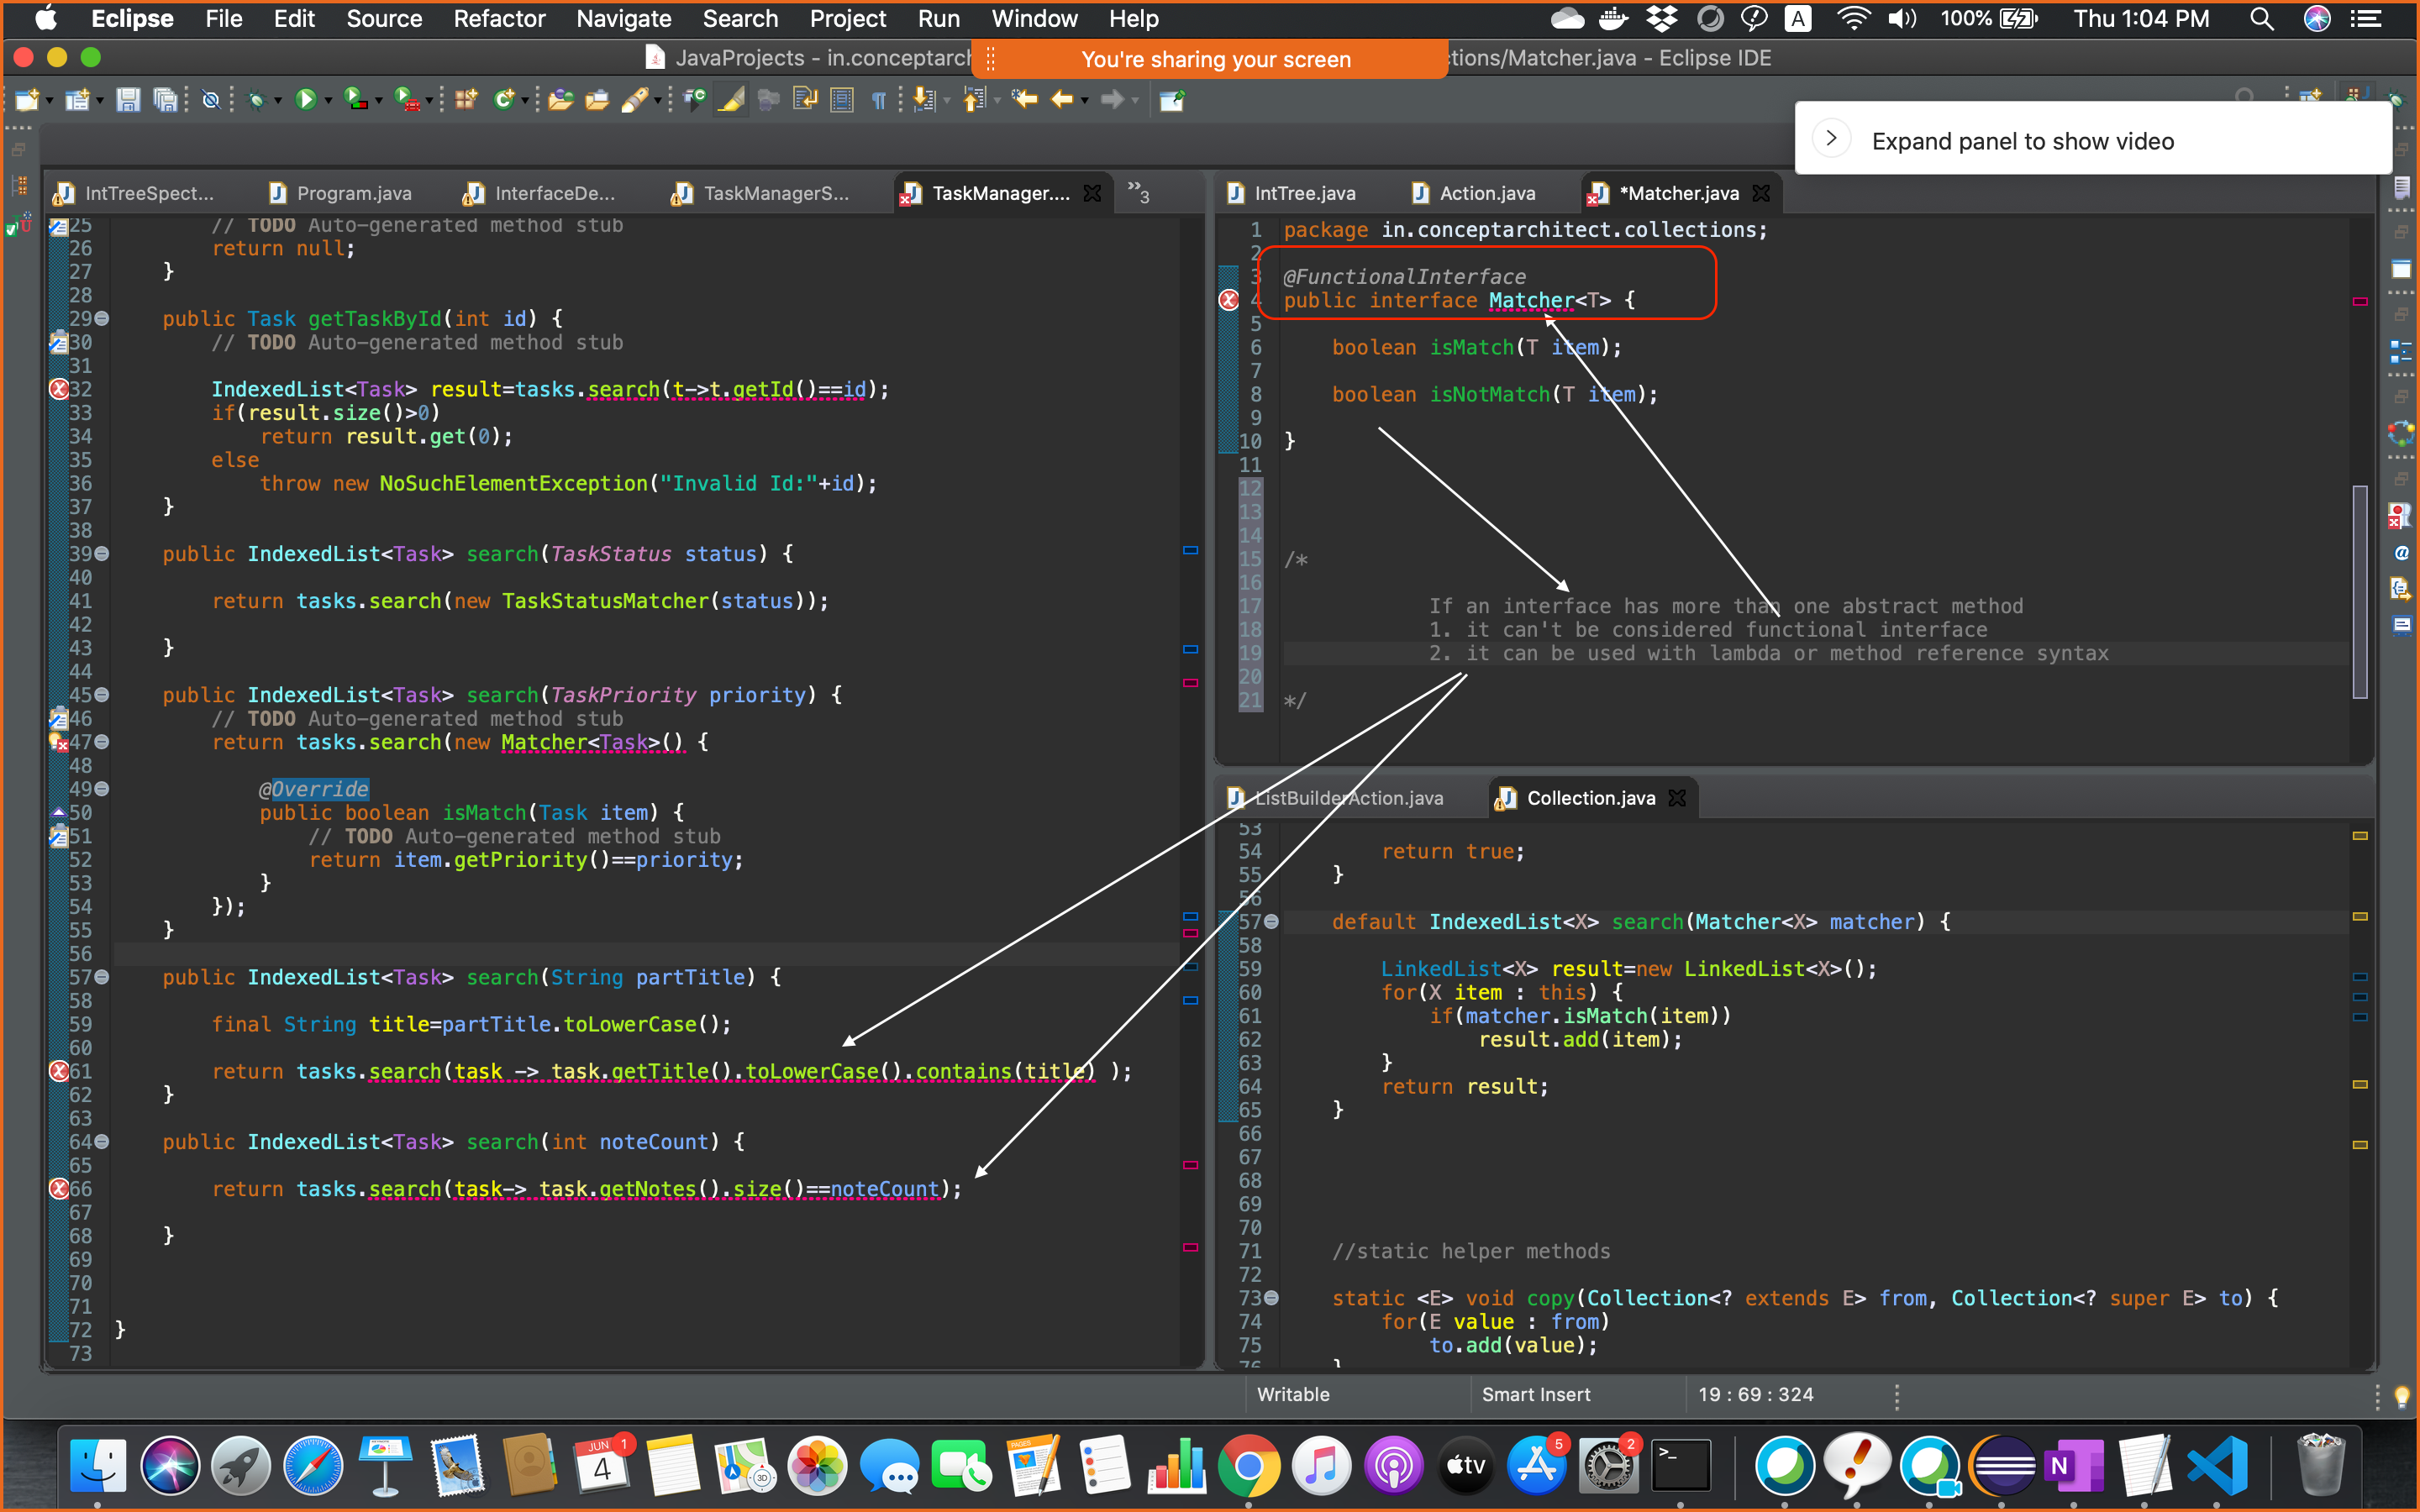 Eclipse File Edit Source Refactor Navigate Search Project Run Window Help A 100% Thu 1:04 PM
JavaProjects - in.conceptarch
You're sharing your screen
tions/Matcher.java - Eclipse IDE
Expand panel to show video
IntTreeSpect... Program.java InterfaceDe... TaskManagerS... TaskManager.... »3
25 // TODO Auto-generated method stub
26 return null;
27 }
28
29 public Task getTaskById(int id) {
30 // TODO Auto-generated method stub
31
32 IndexedList<Task> result=tasks.search(t->t.getId()==id);
33 if(result.size()>0)
34 return result.get(0);
35 else
36 throw new NoSuchElementException("Invalid Id:"+id);
37 }
38
39 public IndexedList<Task> search(TaskStatus status) {
40
41 return tasks.search(new TaskStatusMatcher(status));
42
43 }
44
45 public IndexedList<Task> search(TaskPriority priority) {
46 // TODO Auto-generated method stub
47 return tasks.search(new Matcher<Task>() {
48
49 @Override
50 public boolean isMatch(Task item) {
51 // TODO Auto-generated method stub
52 return item.getPriority()==priority;
53 }
54 });
55 }
56
57 public IndexedList<Task> search(String partTitle) {
58
59 final String title=partTitle.toLowerCase();
60
61 return tasks.search(task -> task.getTitle().toLowerCase().contains(title) );
62 }
63
64 public IndexedList<Task> search(int noteCount) {
65
66 return tasks.search(task-> task.getNotes().size()==noteCount);
67
68 }
69
70
71
72 }
73
IntTree.java Action.java *Matcher.java
1 package in.conceptarchitect.collections;
2
3 @FunctionalInterface
4 public interface Matcher<T> {
5
6 boolean isMatch(T item);
7
8 boolean isNotMatch(T item);
9
10 }
11
12
13
14
15 /*
16
17 If an interface has more than one abstract method
18 1. it can't be considered functional interface
19 2. it can be used with lambda or method reference syntax
20
21 */
ListBuilderAction.java Collection.java
53
54 return true;
55 }
56
57 default IndexedList<X> search(Matcher<X> matcher) {
58
59 LinkedList<X> result=new LinkedList<X>();
60 for(X item : this) {
61 if(matcher.isMatch(item))
62 result.add(item);
63 }
64 return result;
65 }
66
67
68
69
70
71 //static helper methods
72
73 static <E> void copy(Collection<? extends E> from, Collection<? super E> to) {
74 for(E value : from)
75 to.add(value);
76 }
Writable Smart Insert 19 : 69 : 324
JUN 4 1
3D
PAGES
tv
5
2
>_
N